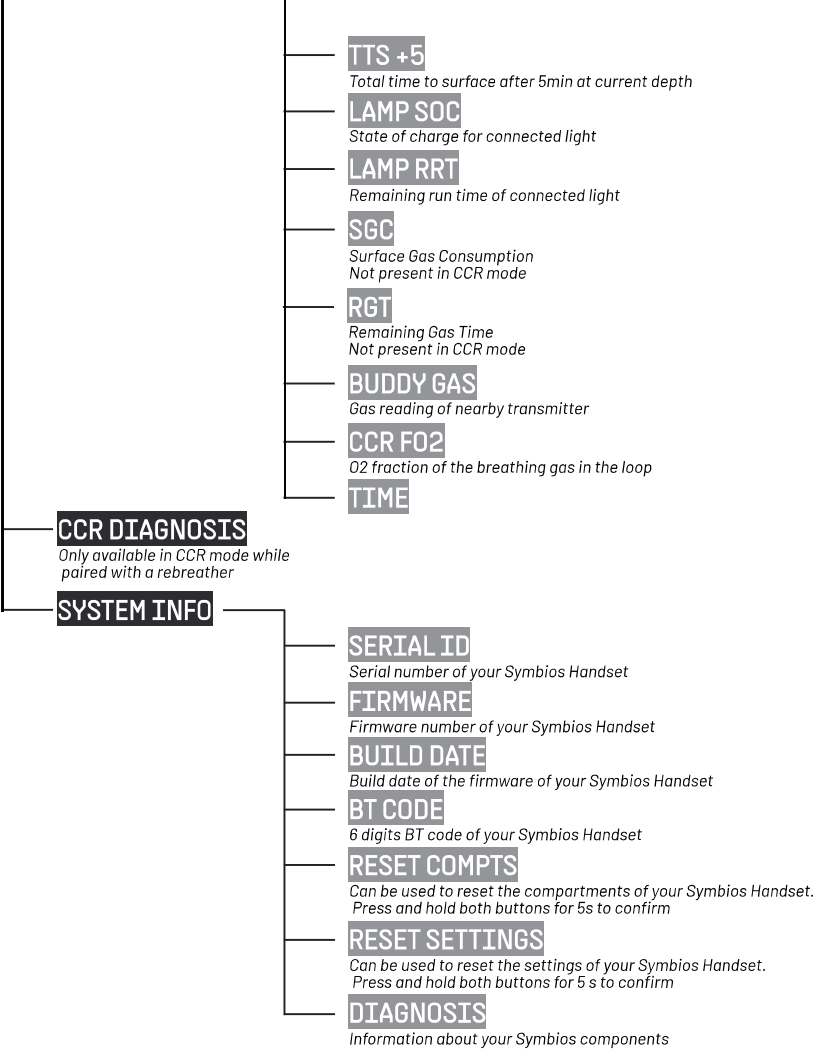 TTS +5
Total time to surface after 5min at current depth
LAMP SOC
State of charge for connected light
LAMP RRT
Remaining run time of connected light
SGC
Surface Gas Consumption
Not present in CCR mode
RGT
Remaining Gas Time
Not present in CCR mode
BUDDY GAS
Gas reading of nearby transmitter
CCR FO2
O2 fraction of the breathing gas in the loop
TIME
CCR DIAGNOSIS
Only available in CCR mode while
paired with a rebreather
SYSTEM INFO
SERIAL ID
Serial number of your Symbios Handset
FIRMWARE
Firmware number of your Symbios Handset
BUILD DATE
Build date of the firmware of your Symbios Handset
BT CODE
6 digits BT code of your Symbios Handset
RESET COMPTS
Can be used to reset the compartments of your Symbios Handset.
Press and hold both buttons for 5s to confirm
RESET SETTINGS
Can be used to reset the settings of your Symbios Handset.
Press and hold both buttons for 5 s to confirm
DIAGNOSIS
Information about your Symbios components